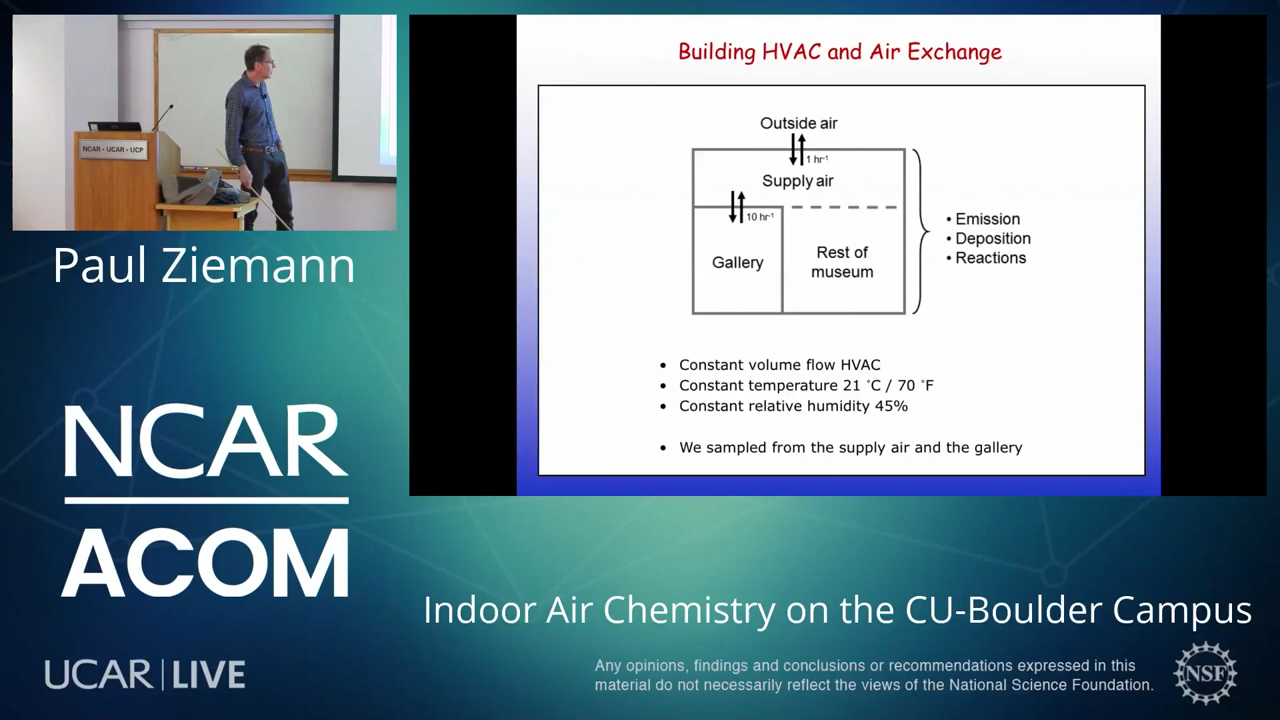 NCAR • UCAR • UCP
Paul Ziemann
NCAR
ACOM
UCAR | LIVE
Building HVAC and Air Exchange
Outside air
1 hr-1
Supply air
10 hr-1
Gallery
Rest of
museum
• Emission
• Deposition
• Reactions
• Constant volume flow HVAC
• Constant temperature 21 ˚C / 70 ˚F
• Constant relative humidity 45%
• We sampled from the supply air and the gallery
Indoor Air Chemistry on the CU-Boulder Campus
Any opinions, findings and conclusions or recommendations expressed in this
material do not necessarily reflect the views of the National Science Foundation.
NSF